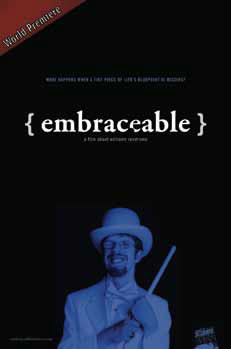 World Premiere
WHAT HAPPENS WHEN A TINY PIECE OF LIFE'S BLUEPRINT IS MISSING?
{ embraceable }
a film about williams syndrome